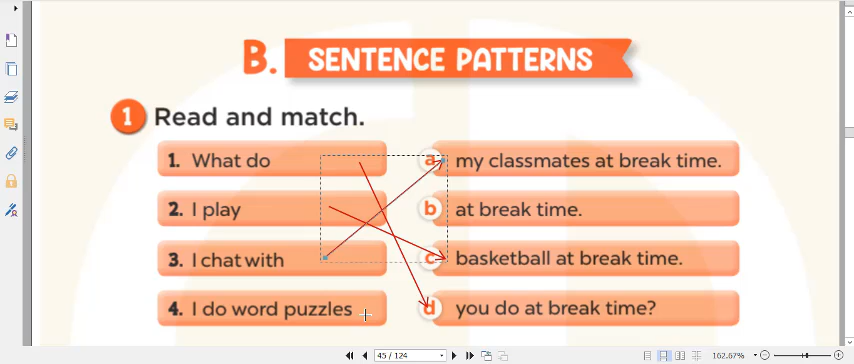 B. SENTENCE PATTERNS
1 Read and match.
1. What do a my classmates at break time.
2. I play b at break time.
3. I chat with c basketball at break time.
4. I do word puzzles d you do at break time?
45 / 124 162.67%